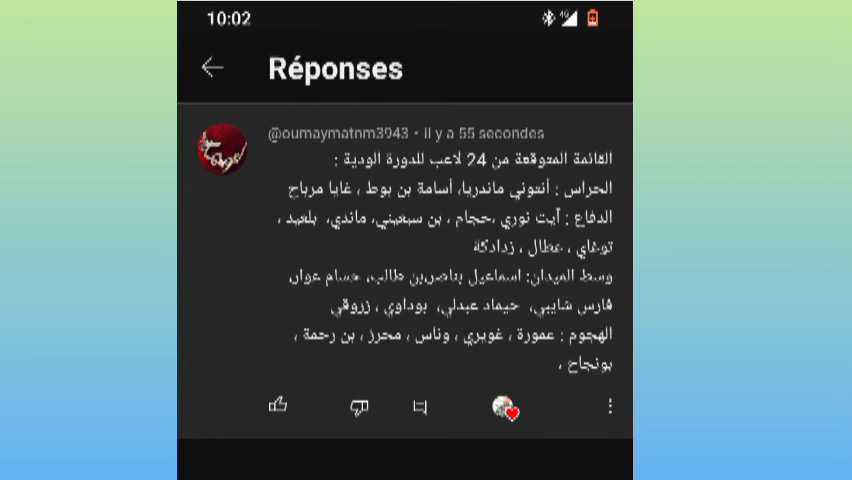 10:02
4G
Réponses
@oumaymatnm3943 • Il y a 55 secondes
القائمة المتوقعة من 24 لاعب للدورة الودية :
الحراس : أنتوني ماندريا، أسامة بن بوط ، غايا مرباح
الدفاع : آيت نوري ،حجام ، بن سبعيني، ماندي، بلعيد ،
توغاي ، عطال ، زدادكة
وسط الميدان: اسماعيل بناصر،بن طالب، حسام عوار،
فارس شايبي، حيماد عبدلي، بوداوي ، زروقي
الهجوم : عمورة ، غويري ، وناس ، محرز ، بن رحمة ،
بونجاح ،